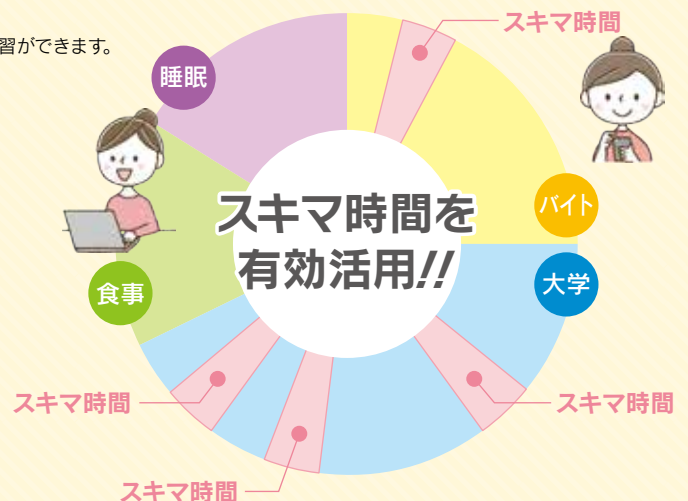 習ができます。
スキマ時間
睡眠
スキマ時間を
有効活用!!
バイト
大学
食事
スキマ時間
スキマ時間
スキマ時間